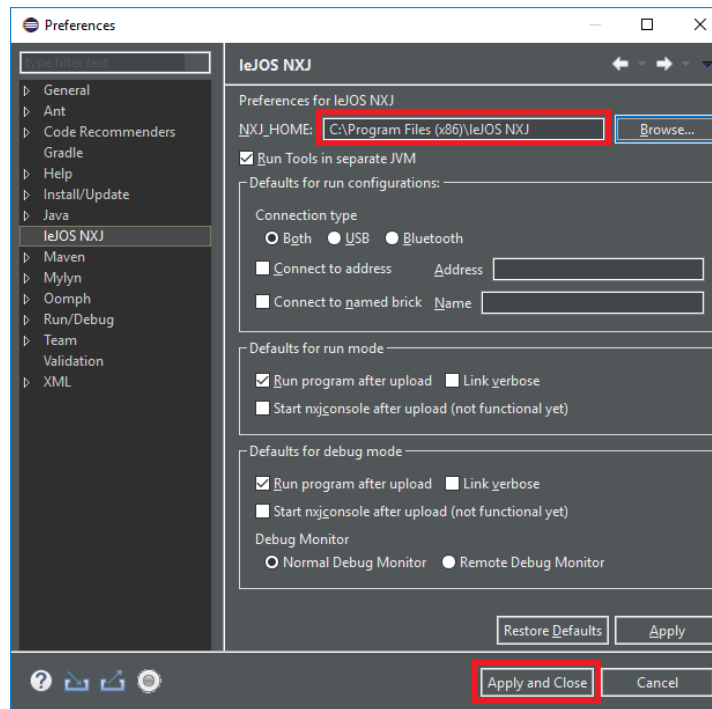 Preferences
type filter text
General
Ant
Code Recommenders
Gradle
Help
Install/Update
Java
leJOS NXJ
Maven
Mylyn
Oomph
Run/Debug
Team
Validation
XML
leJOS NXJ
Preferences for leJOS NXJ
NXJ_HOME: C:\Program Files (x86)\leJOS NXJ Browse...
Run Tools in separate JVM
Defaults for run configurations:
Connection type
Both USB Bluetooth
Connect to address Address
Connect to named brick Name
Defaults for run mode
Run program after upload Link verbose
Start nxjconsole after upload (not functional yet)
Defaults for debug mode
Run program after upload Link verbose
Start nxjconsole after upload (not functional yet)
Debug Monitor
Normal Debug Monitor Remote Debug Monitor
Restore Defaults Apply
Apply and Close Cancel